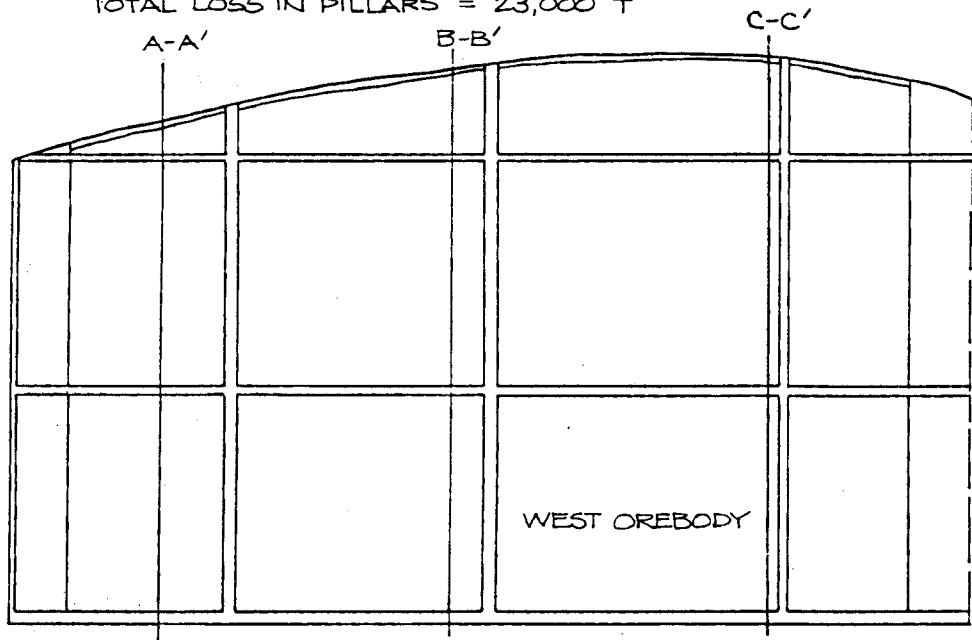 TOTAL LOSS IN PILLARS = 23,000 T
A-A'
B-B'
C-C'
WEST OREBODY